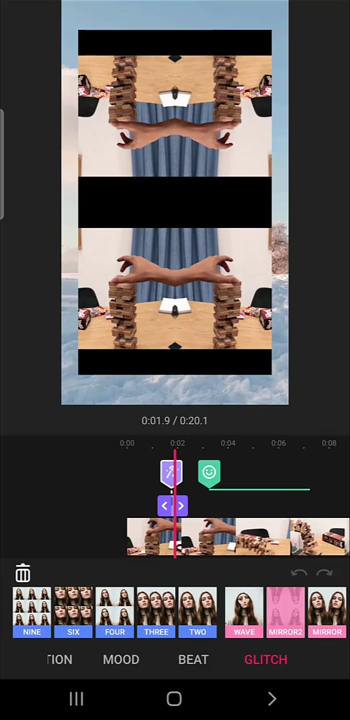 0:01.9 / 0:20.1
0:00 0:02 0:04 0:06 0:08
NINE SIX FOUR THREE TWO WAVE MIRROR2 MIRROR
TION MOOD BEAT GLITCH